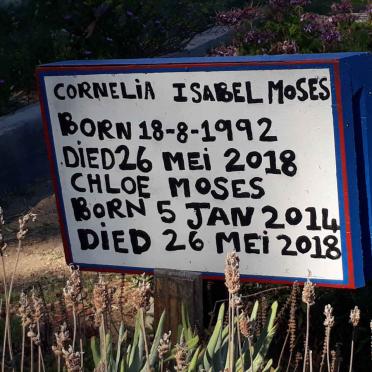 CORNELiA ISABEL MOSES
BORN 18-8-1992
DiED 26 MEi 2018
CHLOE MOSES
BORN 5 JAN 2014
DiED 26 MEi 2018